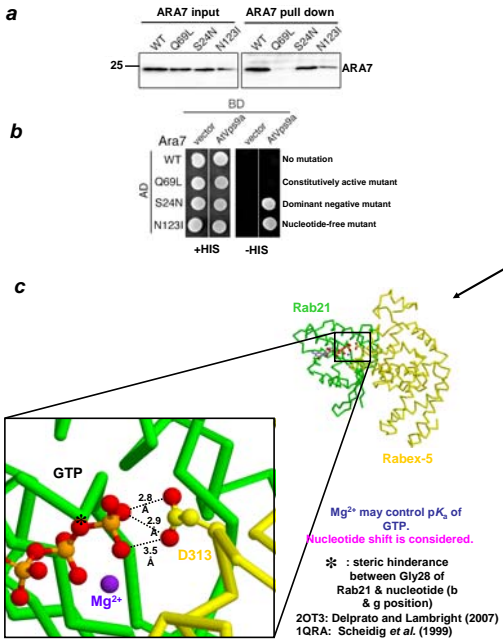 a
ARA7 input
ARA7 pull down
WT Q69L S24N N123I WT Q69L S24N N123I
25
ARA7
b
BD
Ara7 vector AtVps9a vector AtVps9a
AD
WT
No mutation
Q69L
Constitutively active mutant
S24N
Dominant negative mutant
N123I
Nucleotide-free mutant
+HIS
-HIS
c
Rab21
Rabex-5
GTP
2.8 Å
2.9 Å
3.5 Å
D313
Mg2+
Mg2+ may control pKa of
GTP.
Nucleotide shift is considered.
* : steric hinderance
between Gly28 of
Rab21 & nucleotide (b
& g position)
2OT3: Delprato and Lambright (2007)
1QRA: Scheidig et al. (1999)